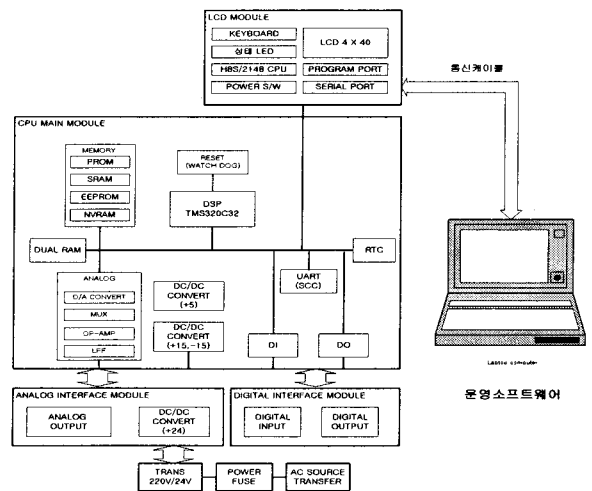 LCD MODULE
KEYBOARD
상태 LED
H8S/2148 CPU
POWER S/W
LCD 4 X 40
PROGRAM PORT
SERIAL PORT
통신케이블
CPU MAIN MODULE
MEMORY
PROM
SRAM
EEPROM
NVRAM
RESET
(WATCH DOG)
DSP
TMS320C32
DUAL RAM
RTC
ANALOG
D/A CONVERT
MUX
OP-AMP
LPF
DC/DC
CONVERT
(+5)
DC/DC
CONVERT
(+15,-15)
UART
(SCC)
DI
DO
Laptop computer
운영소프트웨어
ANALOG INTERFACE MODULE
ANALOG
OUTPUT
DC/DC
CONVERT
(+24)
DIGITAL INTERFACE MODULE
DIGITAL
INPUT
DIGITAL
OUTPUT
TRANS
220V/24V
POWER
FUSE
AC SOURCE
TRANSFER